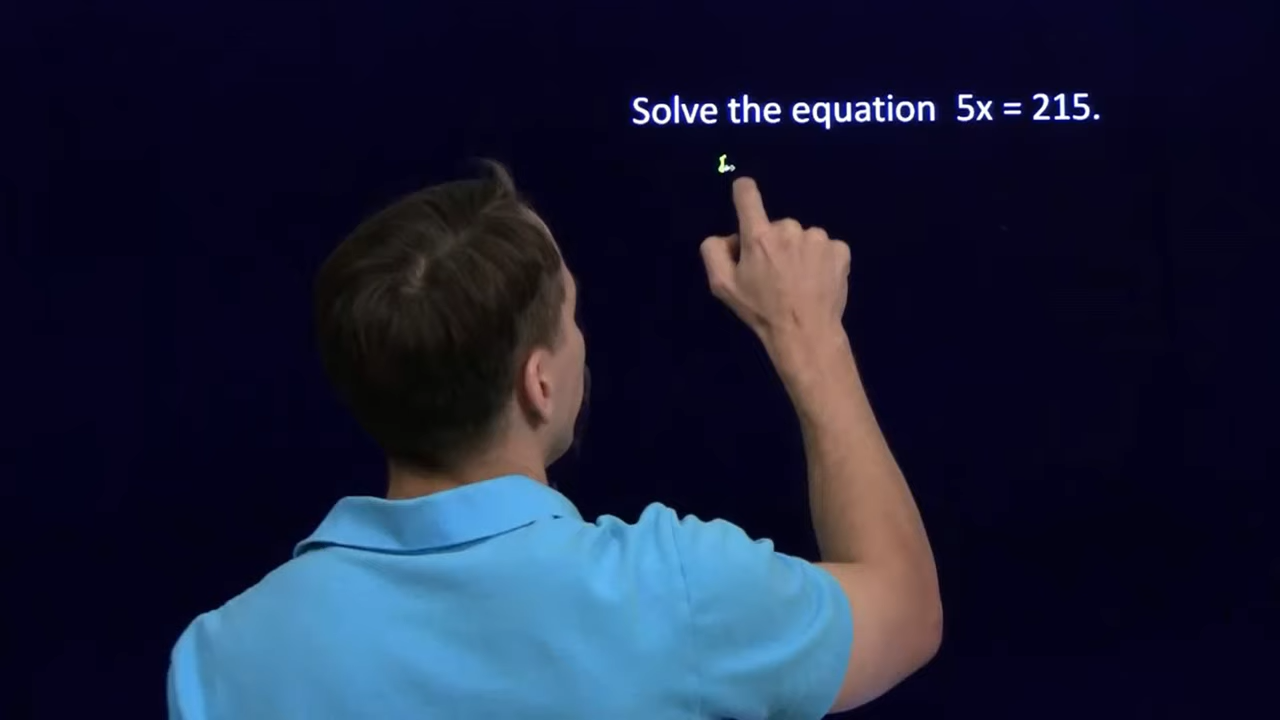 Solve the equation 5x = 215.